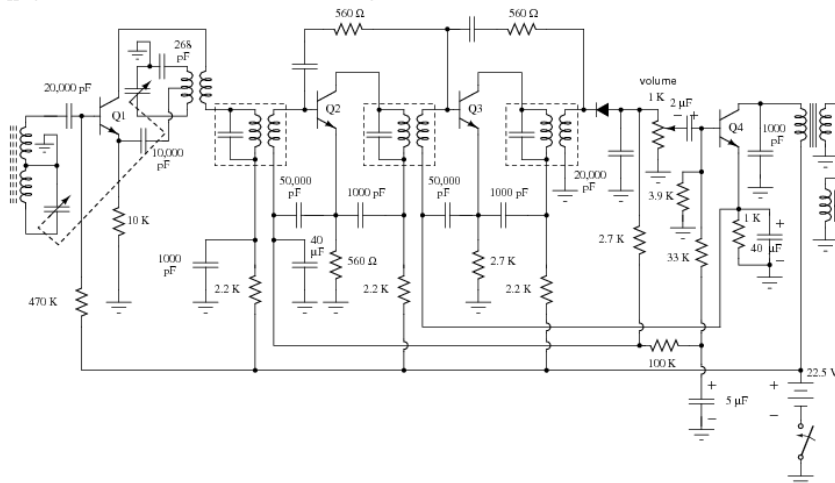 560 Ω
560 Ω
268
pF
20,000 pF
Q1
10,000
pF
Q2
Q3
volume
1 K
2 µF
−
+
Q4
1000
pF
50,000
pF
1000 pF
50,000
pF
1000 pF
20,000
pF
3.9 K
10 K
1000
pF
40
µF
560 Ω
2.7 K
2.7 K
33 K
1 K
40
µF
+
−
470 K
2.2 K
2.2 K
2.2 K
100 K
22.5 V
+
−
5 µF
+
−